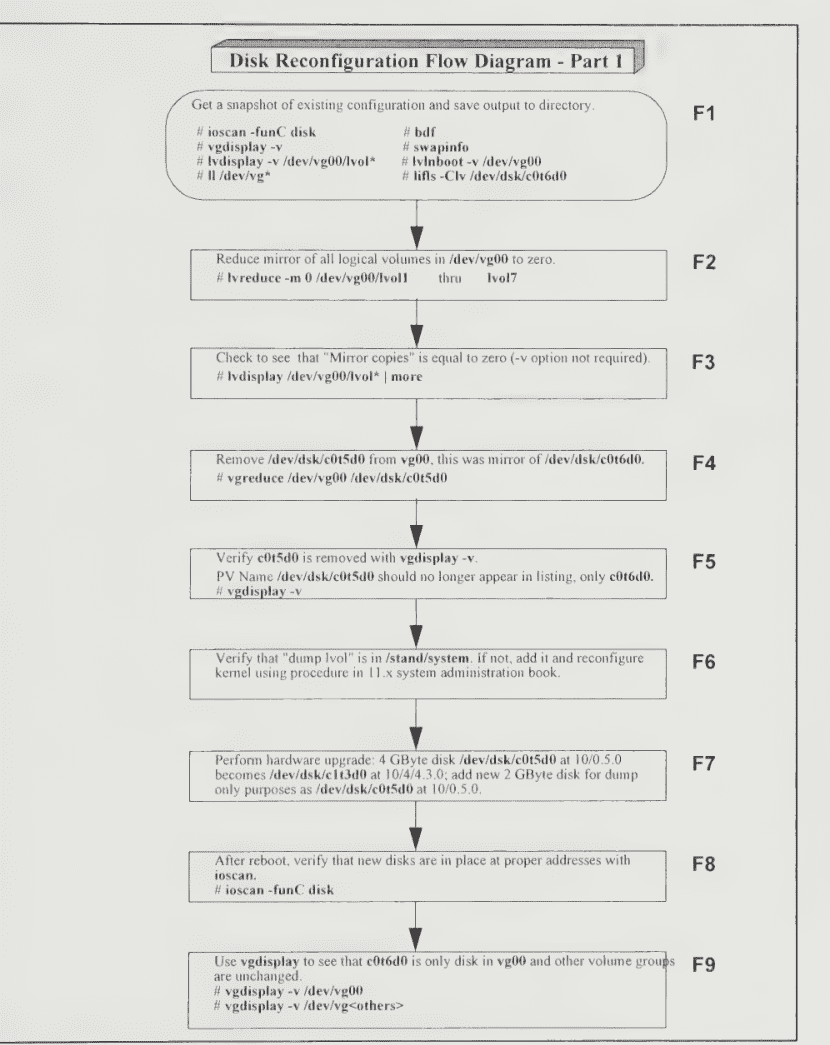 Disk Reconfiguration Flow Diagram - Part 1
Get a snapshot of existing configuration and save output to directory.
F1
# ioscan -funC disk
# bdf
# vgdisplay -v
# swapinfo
# lvdisplay -v /dev/vg00/lvol*
# lvlnboot -v /dev/vg00
# ll /dev/vg*
# lifls -Clv /dev/dsk/c0t6d0
Reduce mirror of all logical volumes in /dev/vg00 to zero.
F2
# lvreduce -m 0 /dev/vg00/lvol1 thru lvol7
Check to see that "Mirror copies" is equal to zero (-v option not required).
F3
# lvdisplay /dev/vg00/lvol* | more
Remove /dev/dsk/c0t5d0 from vg00, this was mirror of /dev/dsk/c0t6d0.
F4
# vgreduce /dev/vg00 /dev/dsk/c0t5d0
Verify c0t5d0 is removed with vgdisplay -v.
F5
PV Name /dev/dsk/c0t5d0 should no longer appear in listing, only c0t6d0.
# vgdisplay -v
Verify that "dump lvol" is in /stand/system. if not, add it and reconfigure
F6
kernel using procedure in 11.x system administration book.
Perform hardware upgrade: 4 GByte disk /dev/dsk/c0t5d0 at 10/0.5.0
F7
becomes /dev/dsk/c1t3d0 at 10/4/4.3.0; add new 2 GByte disk for dump
only purposes as /dev/dsk/c0t5d0 at 10/0.5.0.
After reboot, verify that new disks are in place at proper addresses with
F8
ioscan.
# ioscan -funC disk
Use vgdisplay to see that c0t6d0 is only disk in vg00 and other volume groups
F9
are unchanged.
# vgdisplay -v /dev/vg00
# vgdisplay -v /dev/vg<others>